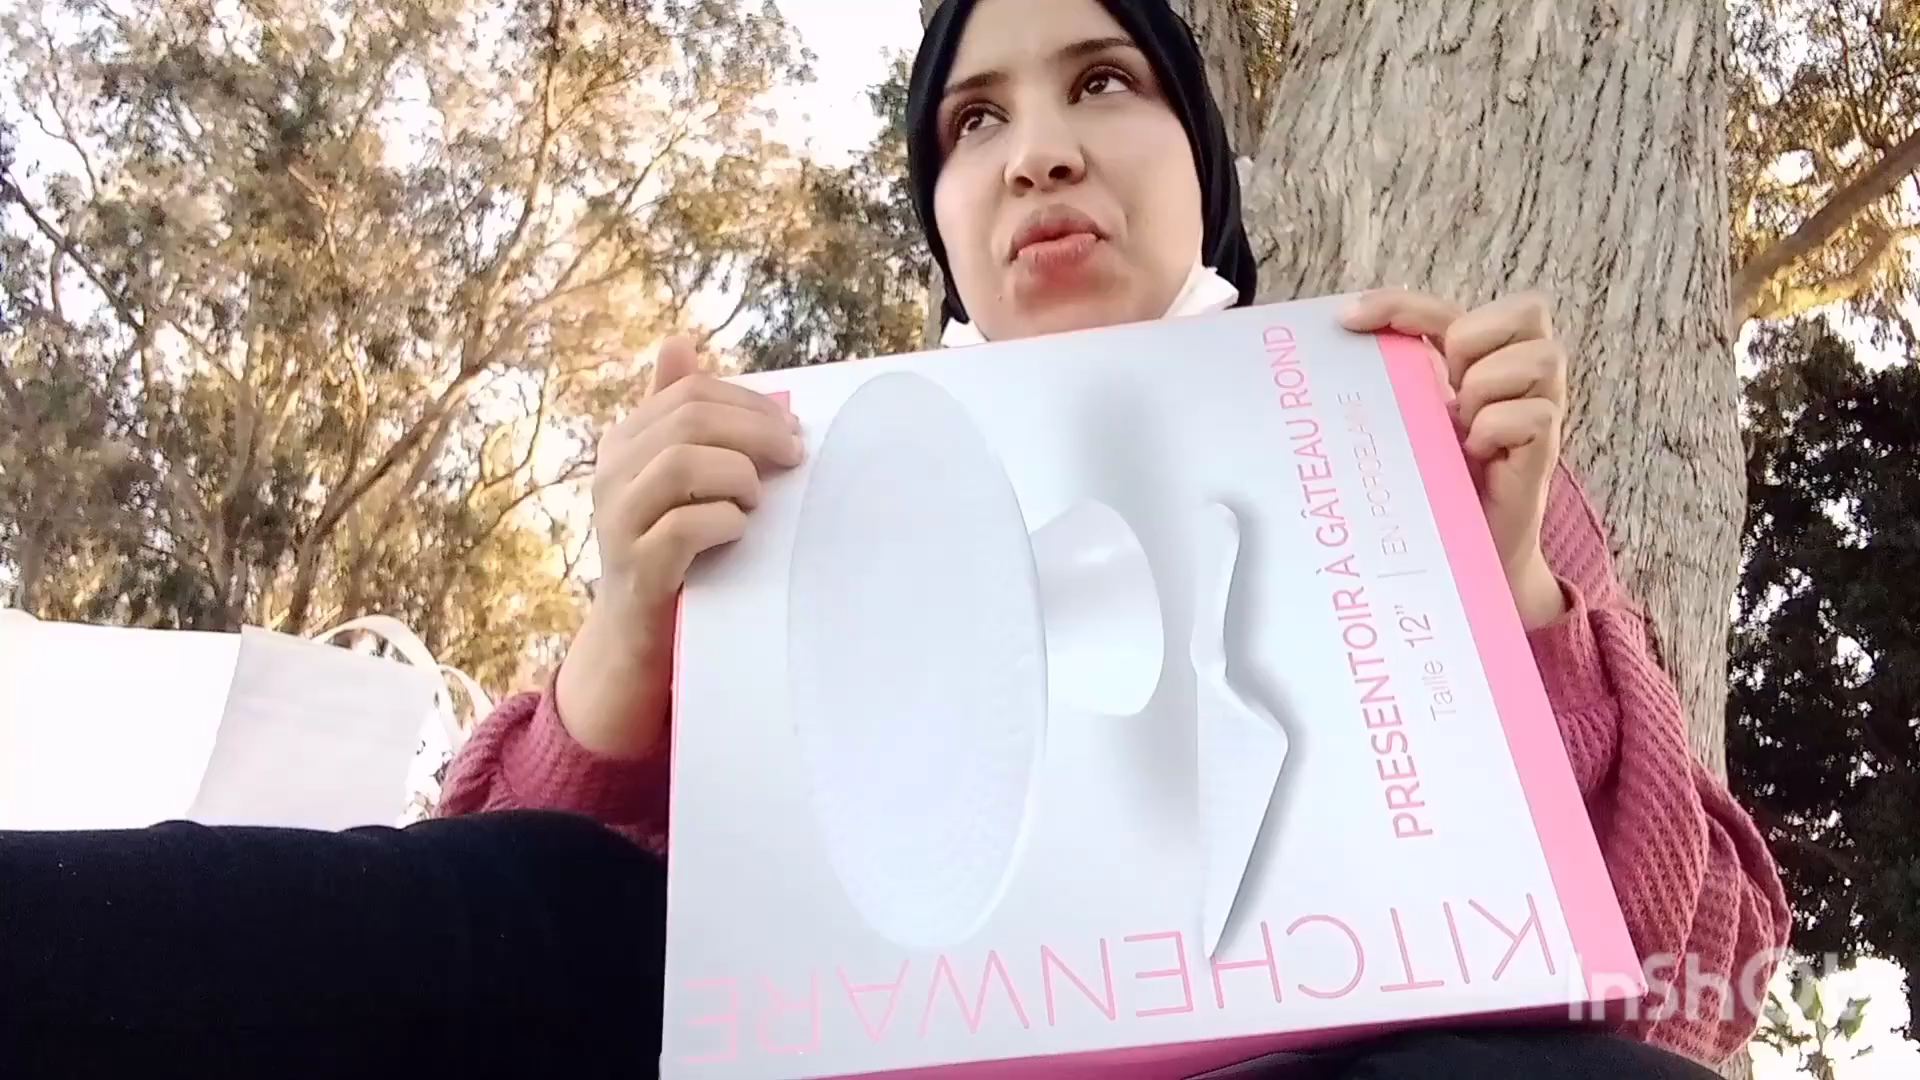 PRESENTOIR À GÂTEAU ROND
Taille 12" | EN PORCELAINE
KITCHENWARE
InShOt